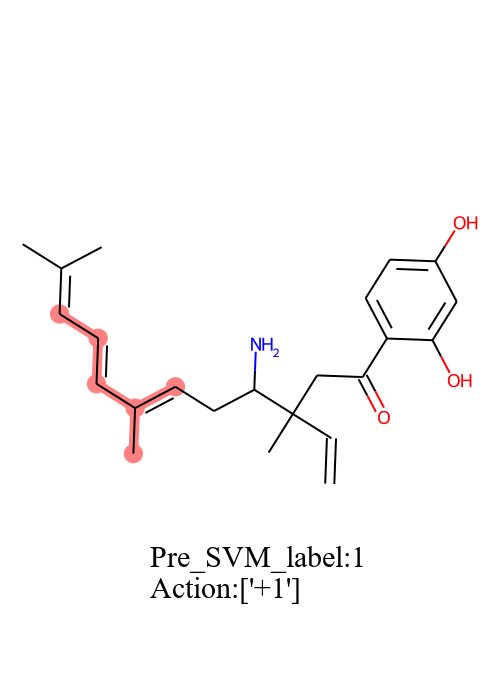 OH
NH2
OH
O
Pre_SVM_label:1
Action:['+1']